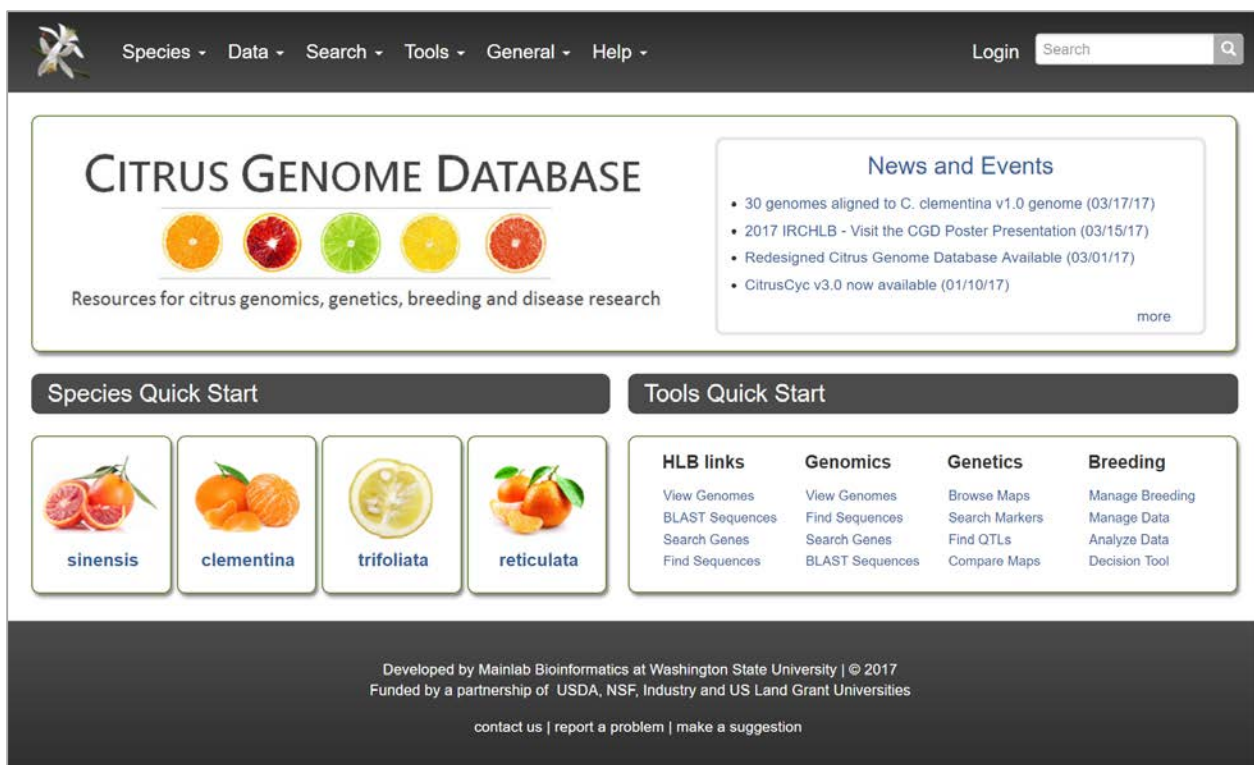 Species Data Search Tools General Help Login Search
CITRUS GENOME DATABASE
Resources for citrus genomics, genetics, breeding and disease research
News and Events
30 genomes aligned to C. clementina v1.0 genome (03/17/17)
2017 IRCHLB - Visit the CGD Poster Presentation (03/15/17)
Redesigned Citrus Genome Database Available (03/01/17)
CitrusCyc v3.0 now available (01/10/17)
more
Species Quick Start
sinensis
clementina
trifoliata
reticulata
Tools Quick Start
HLB links
View Genomes
BLAST Sequences
Search Genes
Find Sequences
Genomics
View Genomes
Find Sequences
Search Genes
BLAST Sequences
Genetics
Browse Maps
Search Markers
Find QTLs
Compare Maps
Breeding
Manage Breeding
Manage Data
Analyze Data
Decision Tool
Developed by Mainlab Bioinformatics at Washington State University | © 2017
Funded by a partnership of USDA, NSF, Industry and US Land Grant Universities
contact us | report a problem | make a suggestion